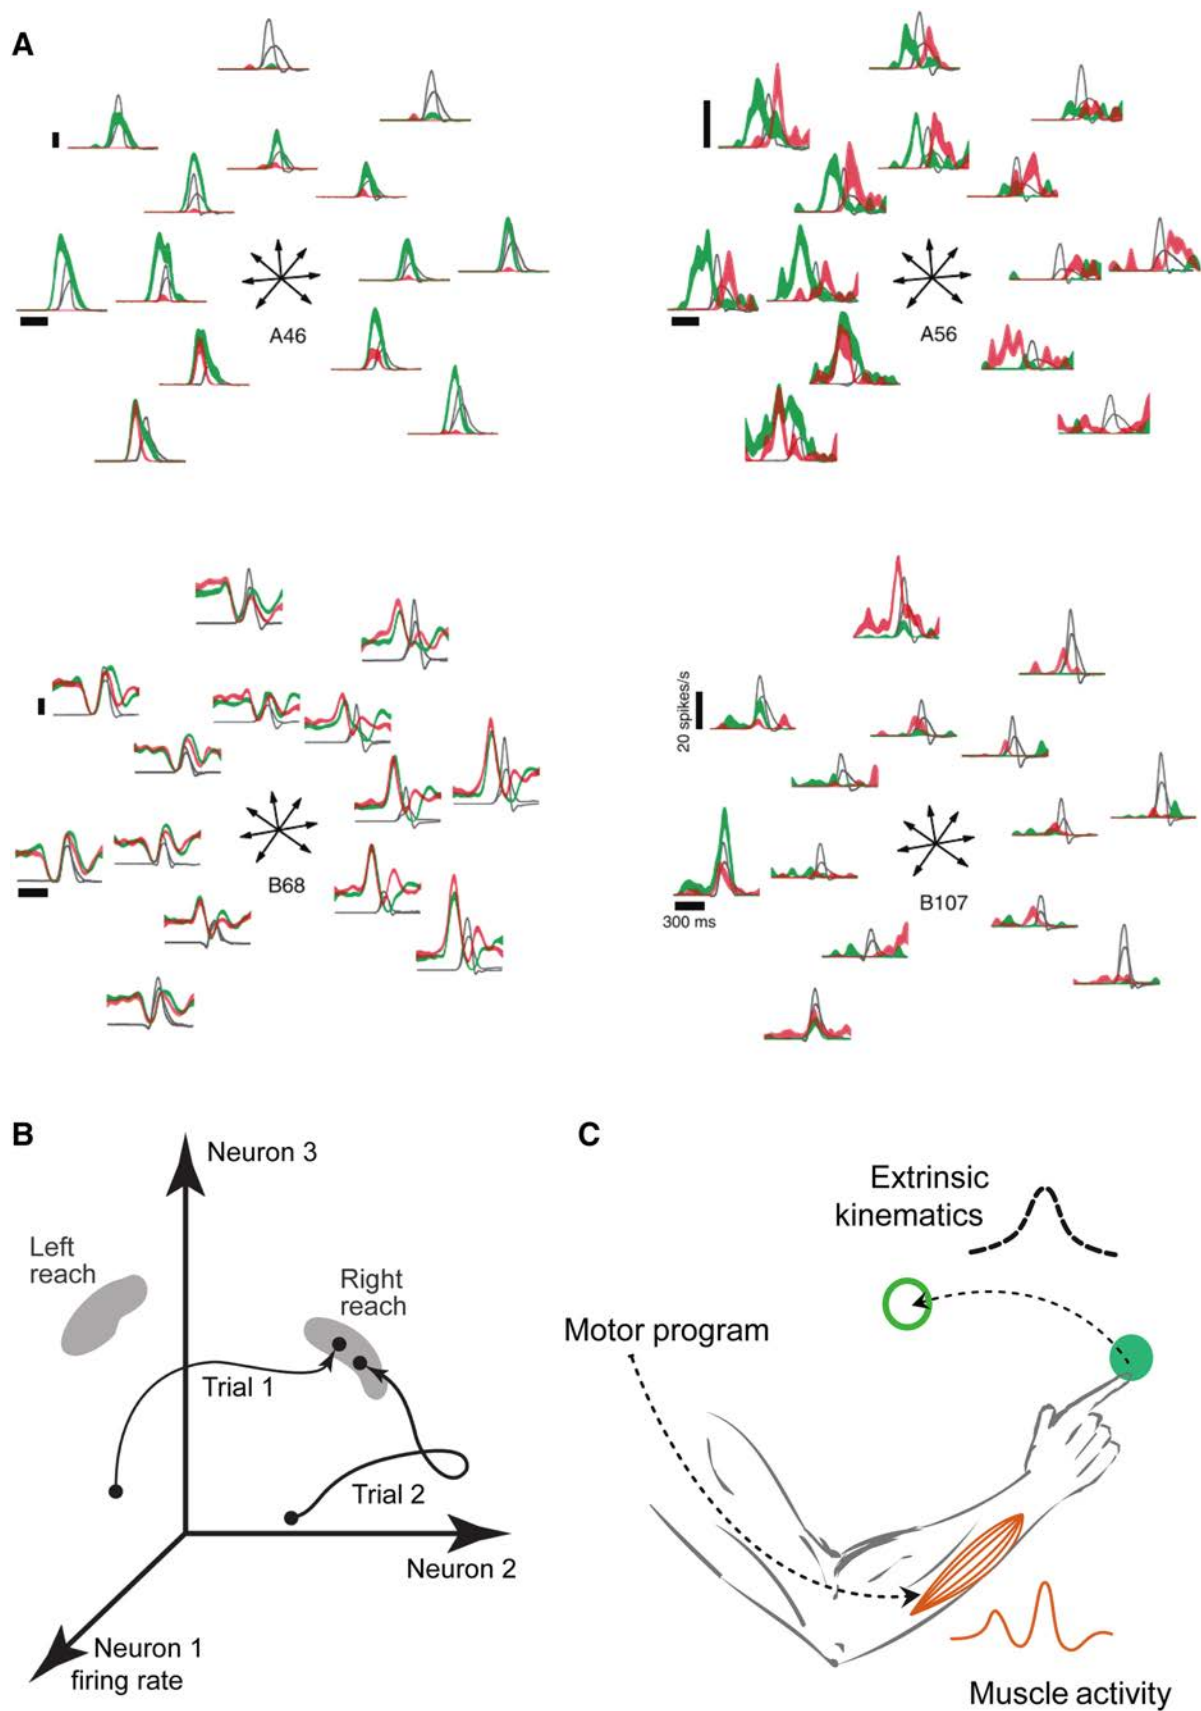 A
A46
A56
B68
20 spikes/s
300 ms
B107
B
Neuron 3
Left
reach
Right
reach
Trial 1
Trial 2
Neuron 2
Neuron 1
firing rate
C
Extrinsic
kinematics
Motor program
Muscle activity